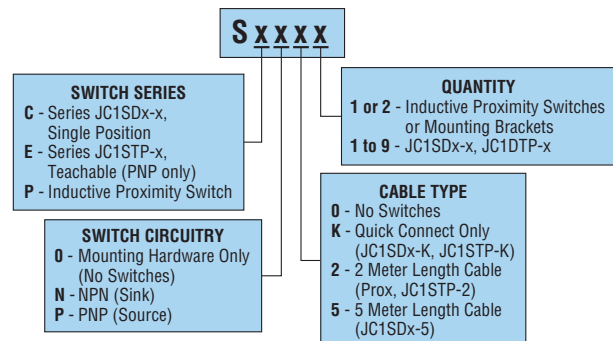 S x x x x
SWITCH SERIES
C - Series JC1SDx-x,
Single Position
E - Series JC1STP-x,
Teachable (PNP only)
P - Inductive Proximity Switch
SWITCH CIRCUITRY
0 - Mounting Hardware Only
(No Switches)
N - NPN (Sink)
P - PNP (Source)
QUANTITY
1 or 2 - Inductive Proximity Switches
or Mounting Brackets
1 to 9 - JC1SDx-x, JC1DTP-x
CABLE TYPE
0 - No Switches
K - Quick Connect Only
(JC1SDx-K, JC1STP-K)
2 - 2 Meter Length Cable
(Prox, JC1STP-2)
5 - 5 Meter Length Cable
(JC1SDx-5)